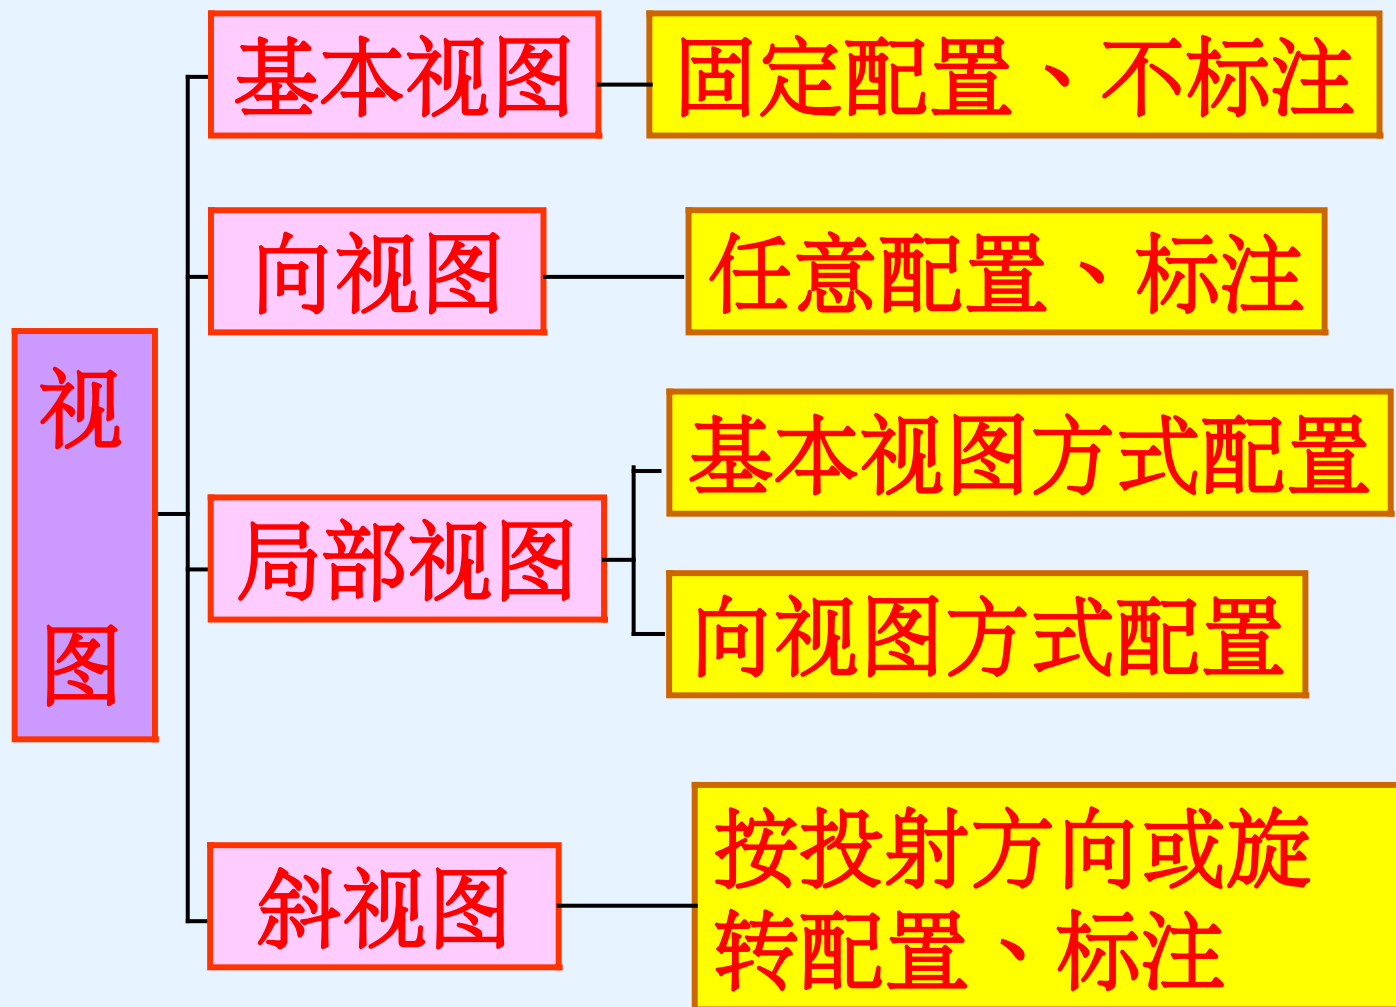 视图
基本视图
固定配置、不标注
向视图
任意配置、标注
局部视图
基本视图方式配置
向视图方式配置
斜视图
按投射方向或旋
转配置、标注